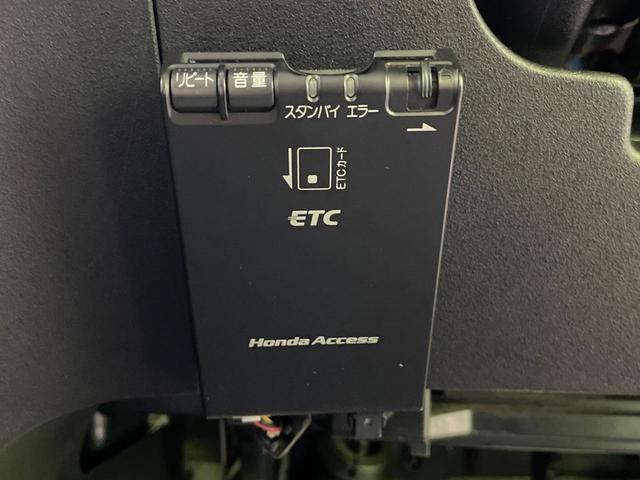 リピート 音量
スタンバイ エラー
ETCカード
ETC
Honda Access